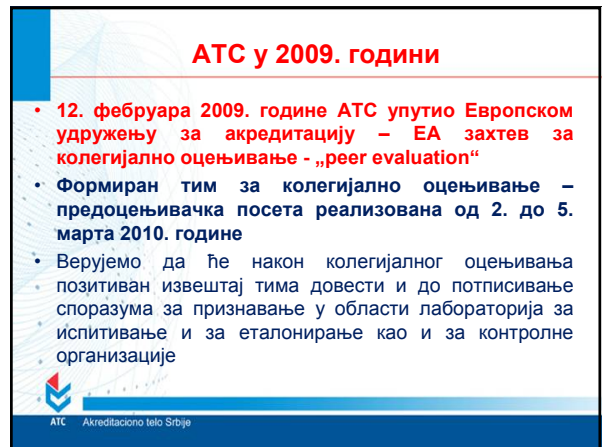 АТС у 2009. години
• 12. фебруара 2009. године АТС упутио Европском
удружењу за акредитацију – ЕА захтев за
колегијално оцењивање - „peer evaluation“
• Формиран тим за колегијално оцењивање –
предоцењивачка посета реализована од 2. до 5.
марта 2010. године
• Верујемо да ће након колегијалног оцењивања
позитиван извештај тима довести и до потписивање
споразума за признавање у области лабораторија за
испитивање и за еталонирање као и за контролне
организације
ATC Akreditaciono telo Srbije